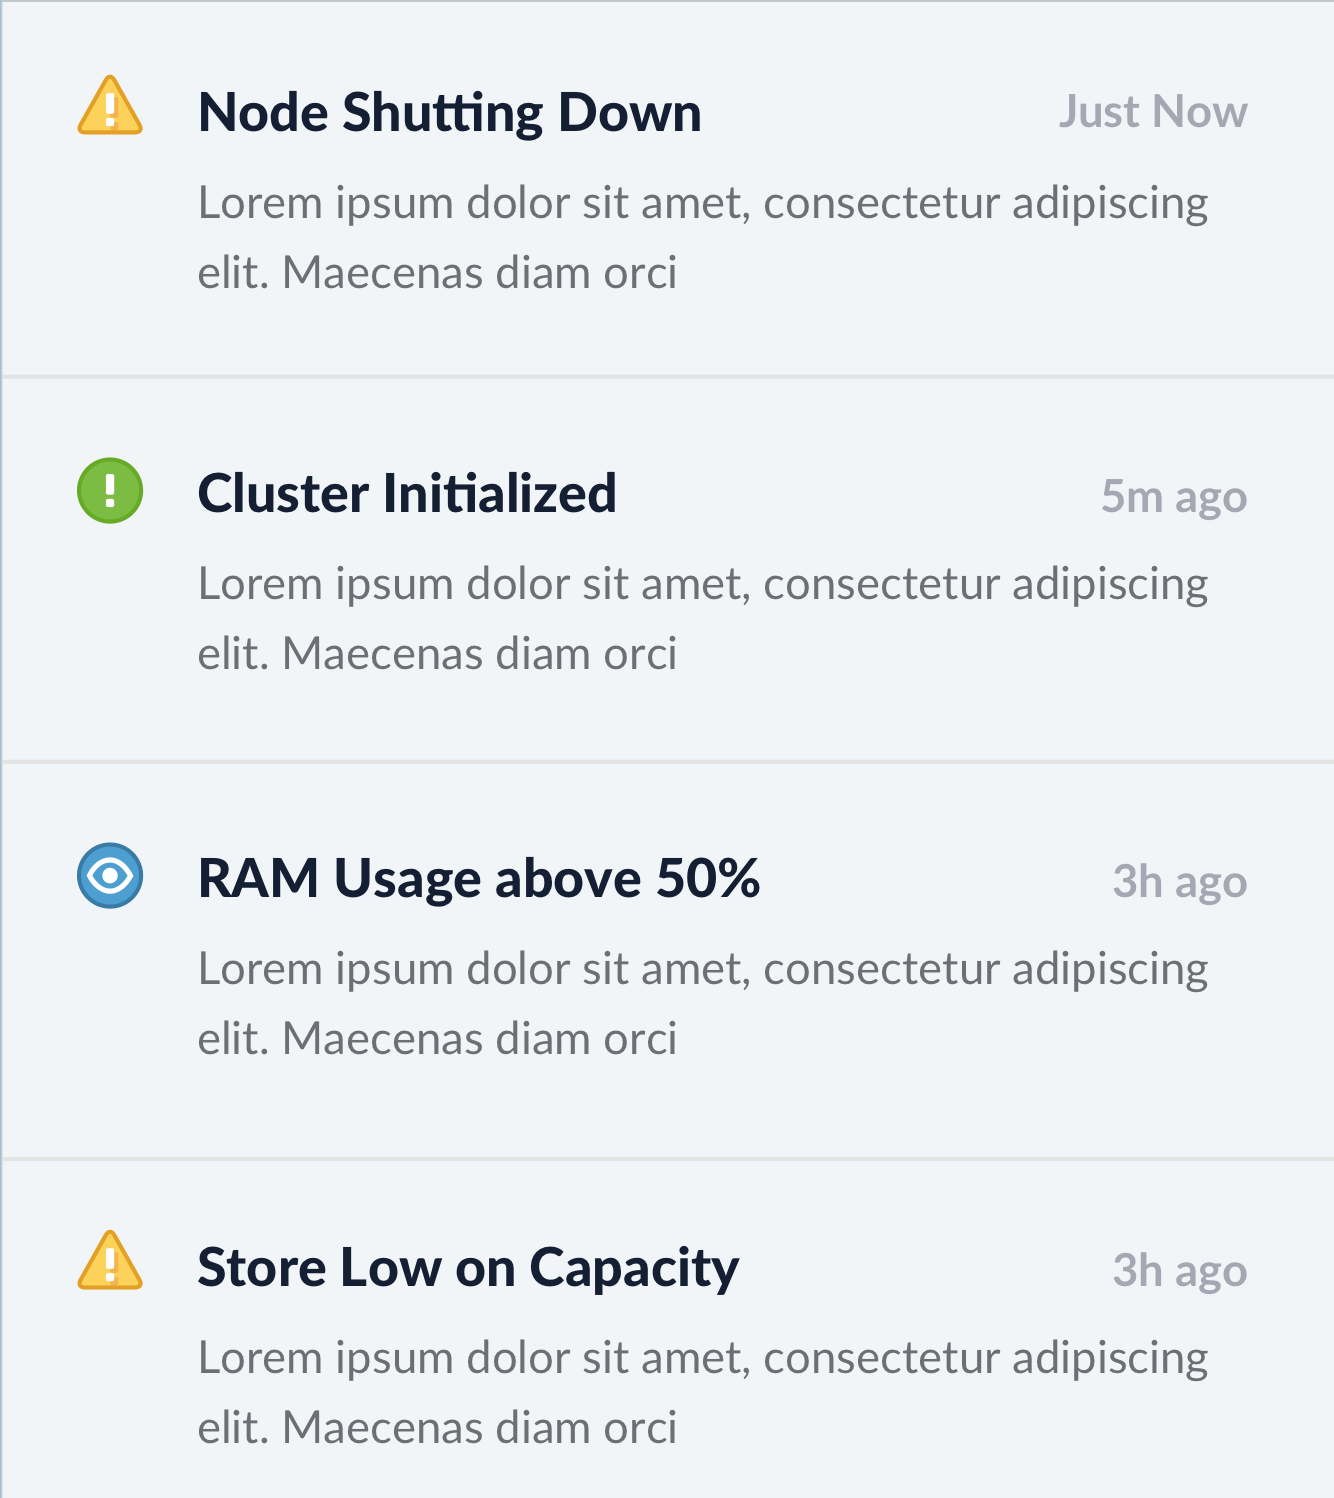 Node Shutting Down Just Now
Lorem ipsum dolor sit amet, consectetur adipiscing
elit. Maecenas diam orci
Cluster Initialized 5m ago
Lorem ipsum dolor sit amet, consectetur adipiscing
elit. Maecenas diam orci
RAM Usage above 50% 3h ago
Lorem ipsum dolor sit amet, consectetur adipiscing
elit. Maecenas diam orci
Store Low on Capacity 3h ago
Lorem ipsum dolor sit amet, consectetur adipiscing
elit. Maecenas diam orci